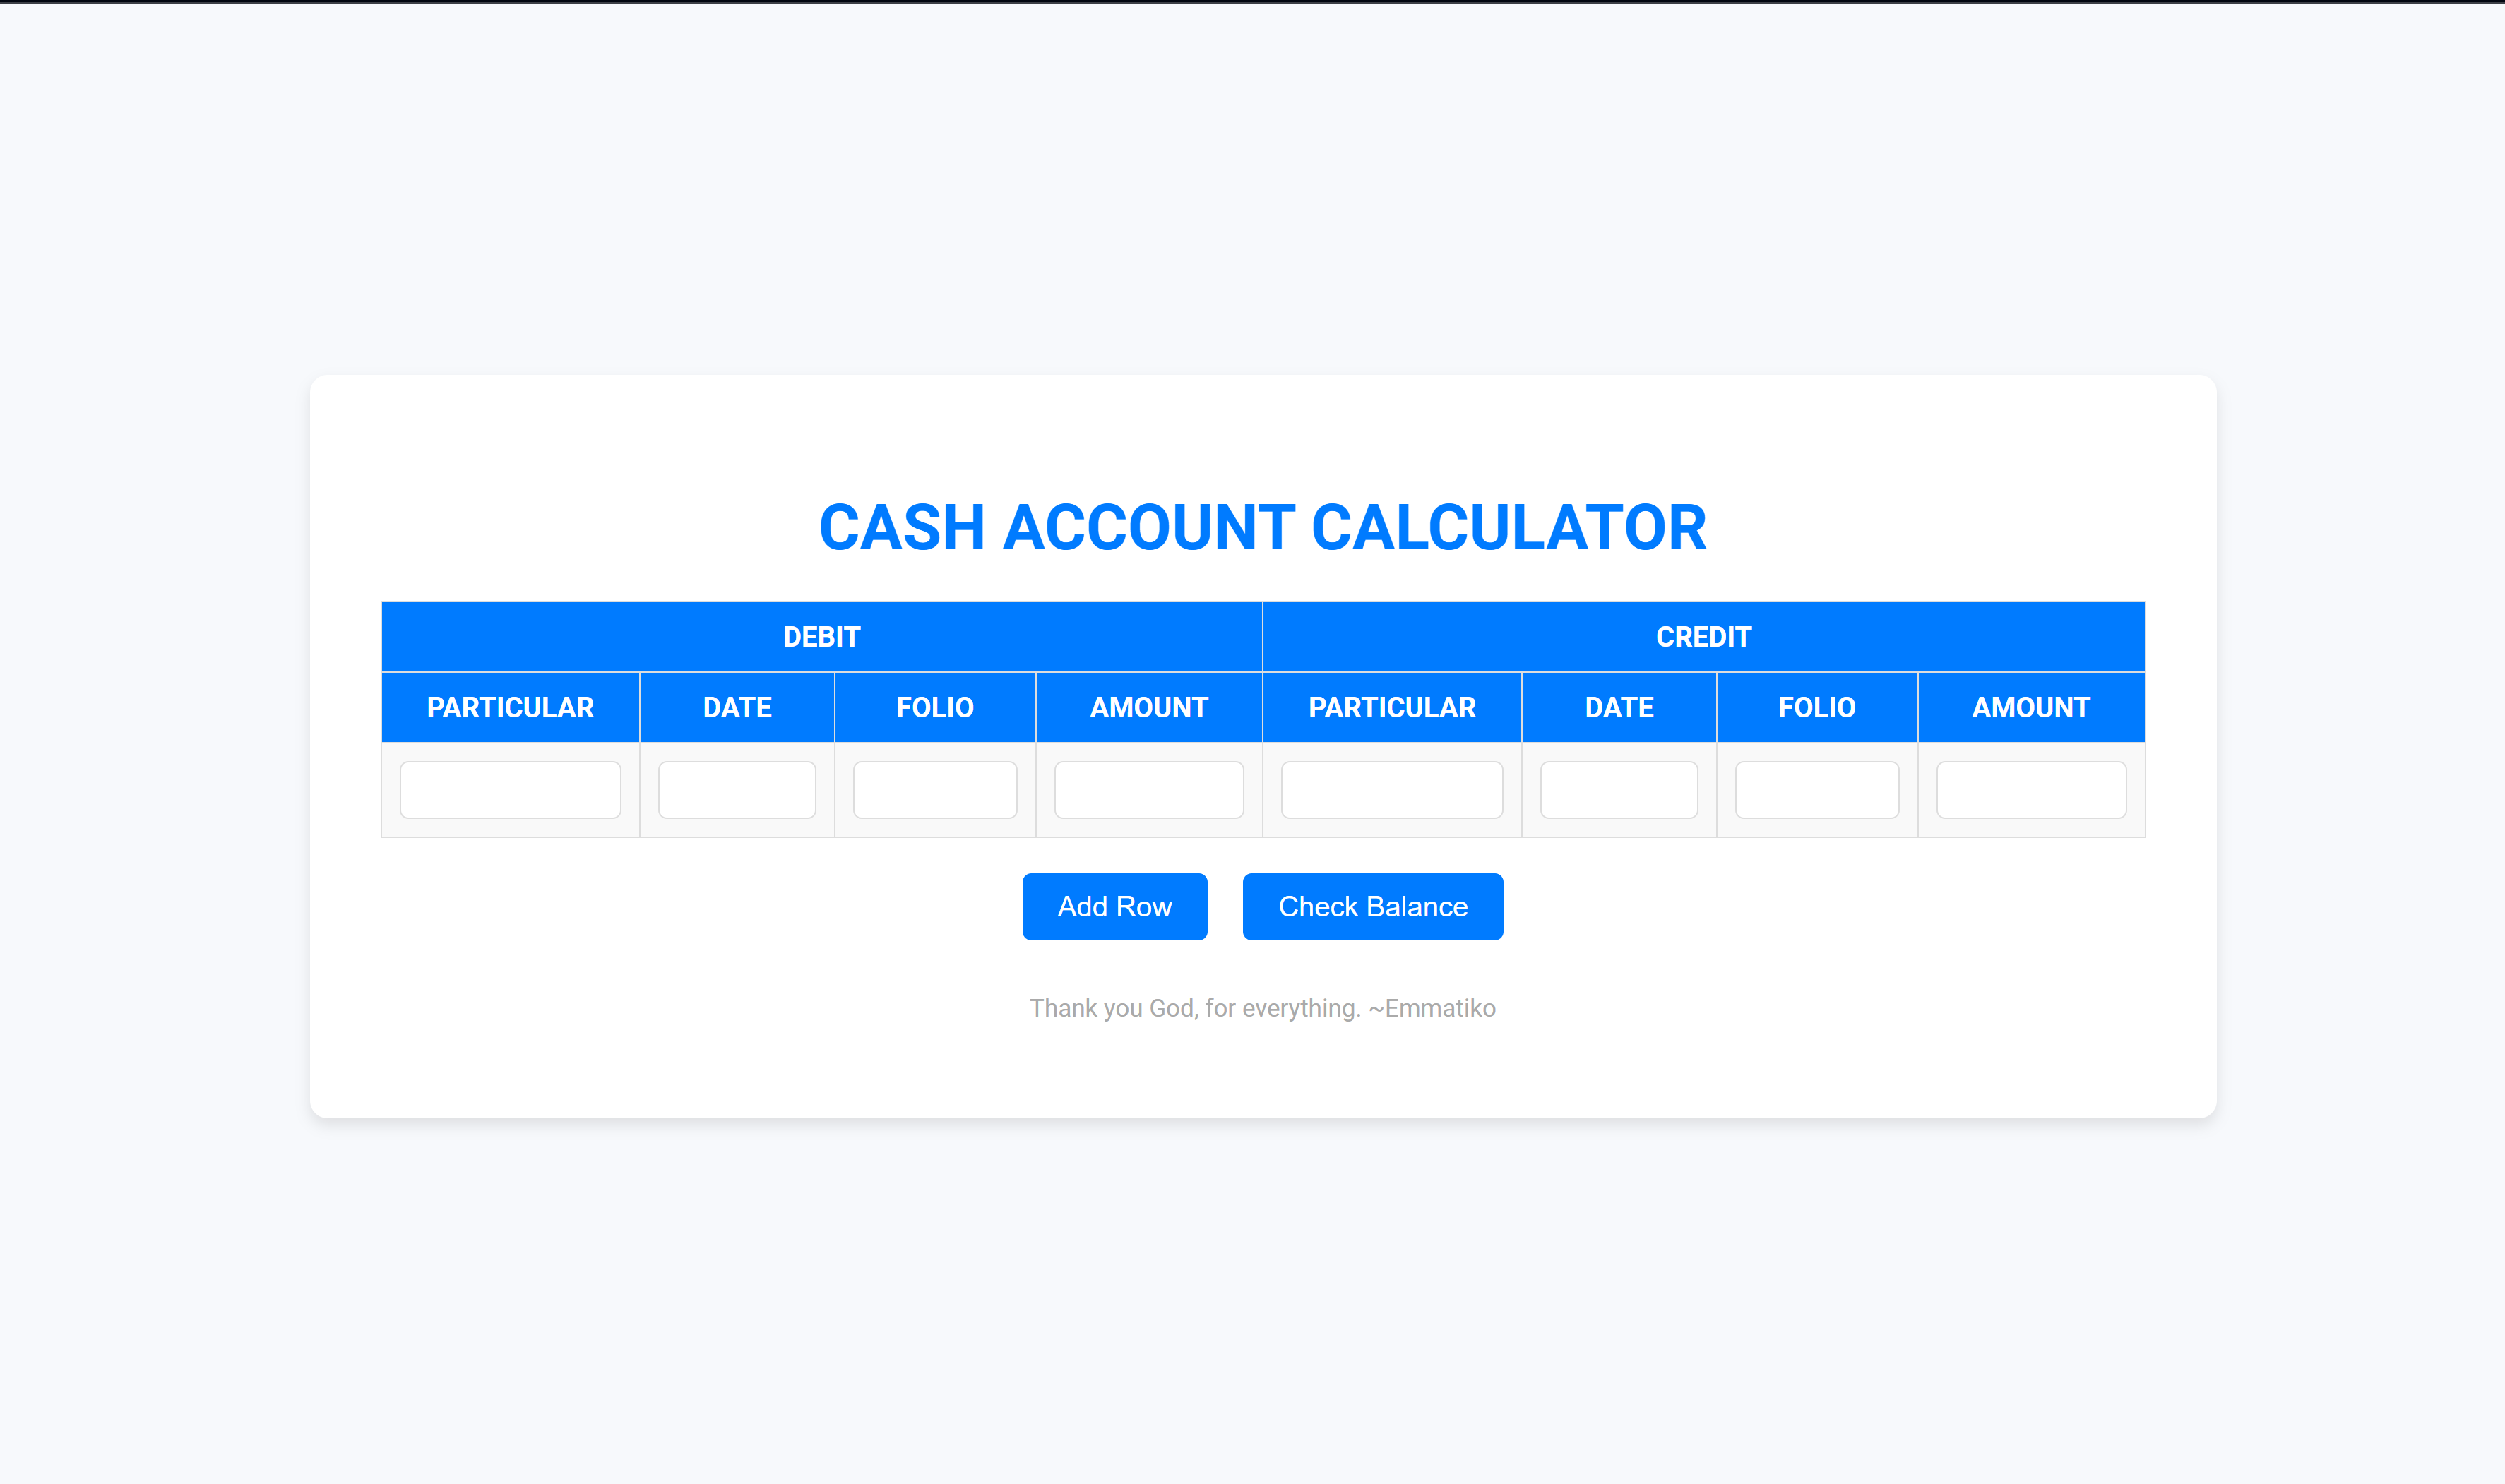 CASH ACCOUNT CALCULATOR
DEBIT CREDIT
PARTICULAR DATE FOLIO AMOUNT PARTICULAR DATE FOLIO AMOUNT
Add Row Check Balance
Thank you God, for everything. ~Emmatiko